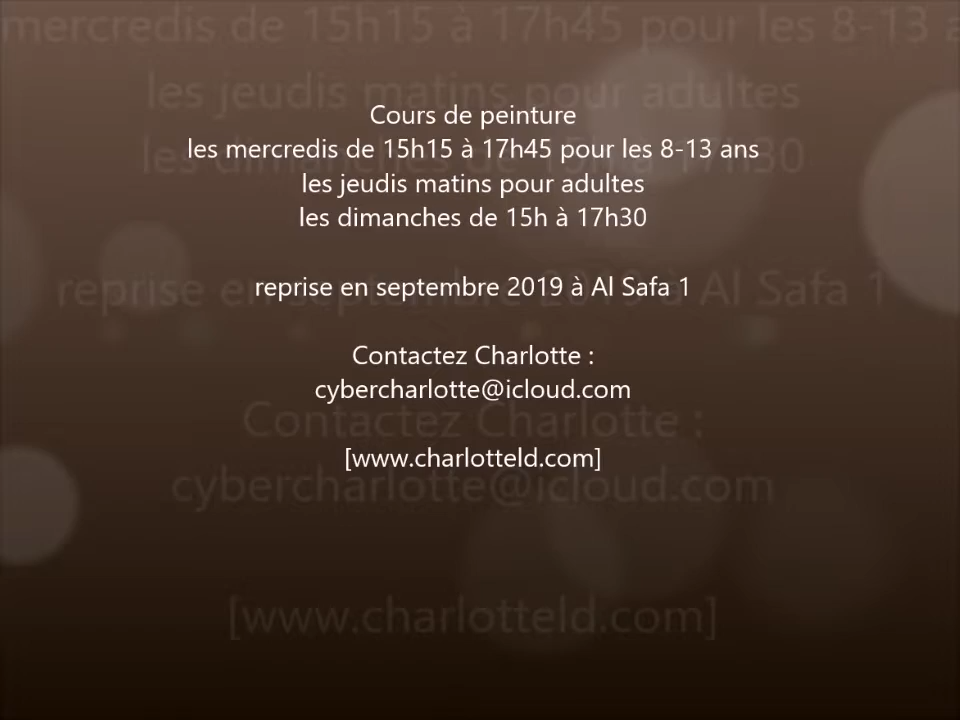 Cours de peinture
les mercredis de 15h15 à 17h45 pour les 8-13 ans
les jeudis matins pour adultes
les dimanches de 15h à 17h30
reprise en septembre 2019 à Al Safa 1
Contactez Charlotte :
cybercharlotte@icloud.com
[www.charlotteld.com]